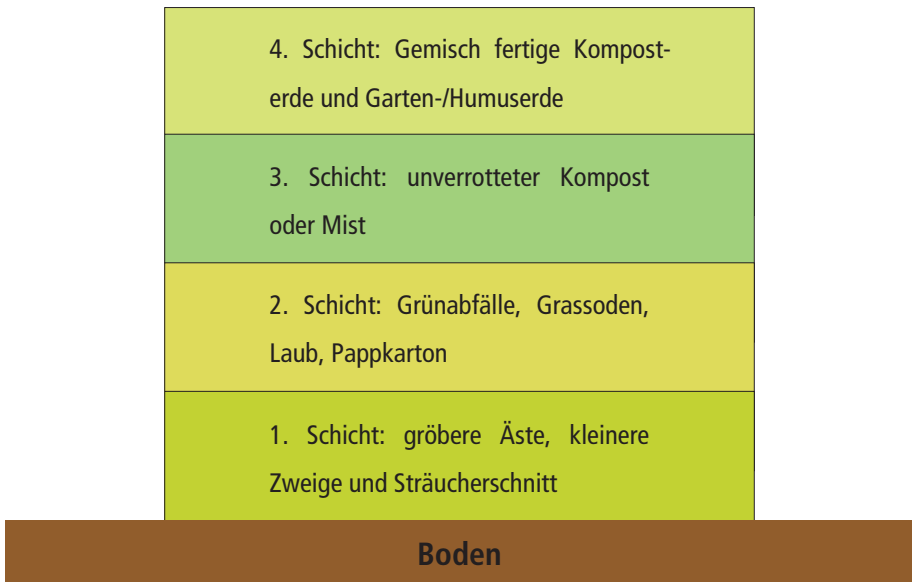 4. Schicht: Gemisch fertige Kompost-
erde und Garten-/Humuserde
3. Schicht: unverrotteter Kompost
oder Mist
2. Schicht: Grünabfälle, Grassoden,
Laub, Pappkarton
1. Schicht: gröbere Äste, kleinere
Zweige und Sträucherschnitt
Boden